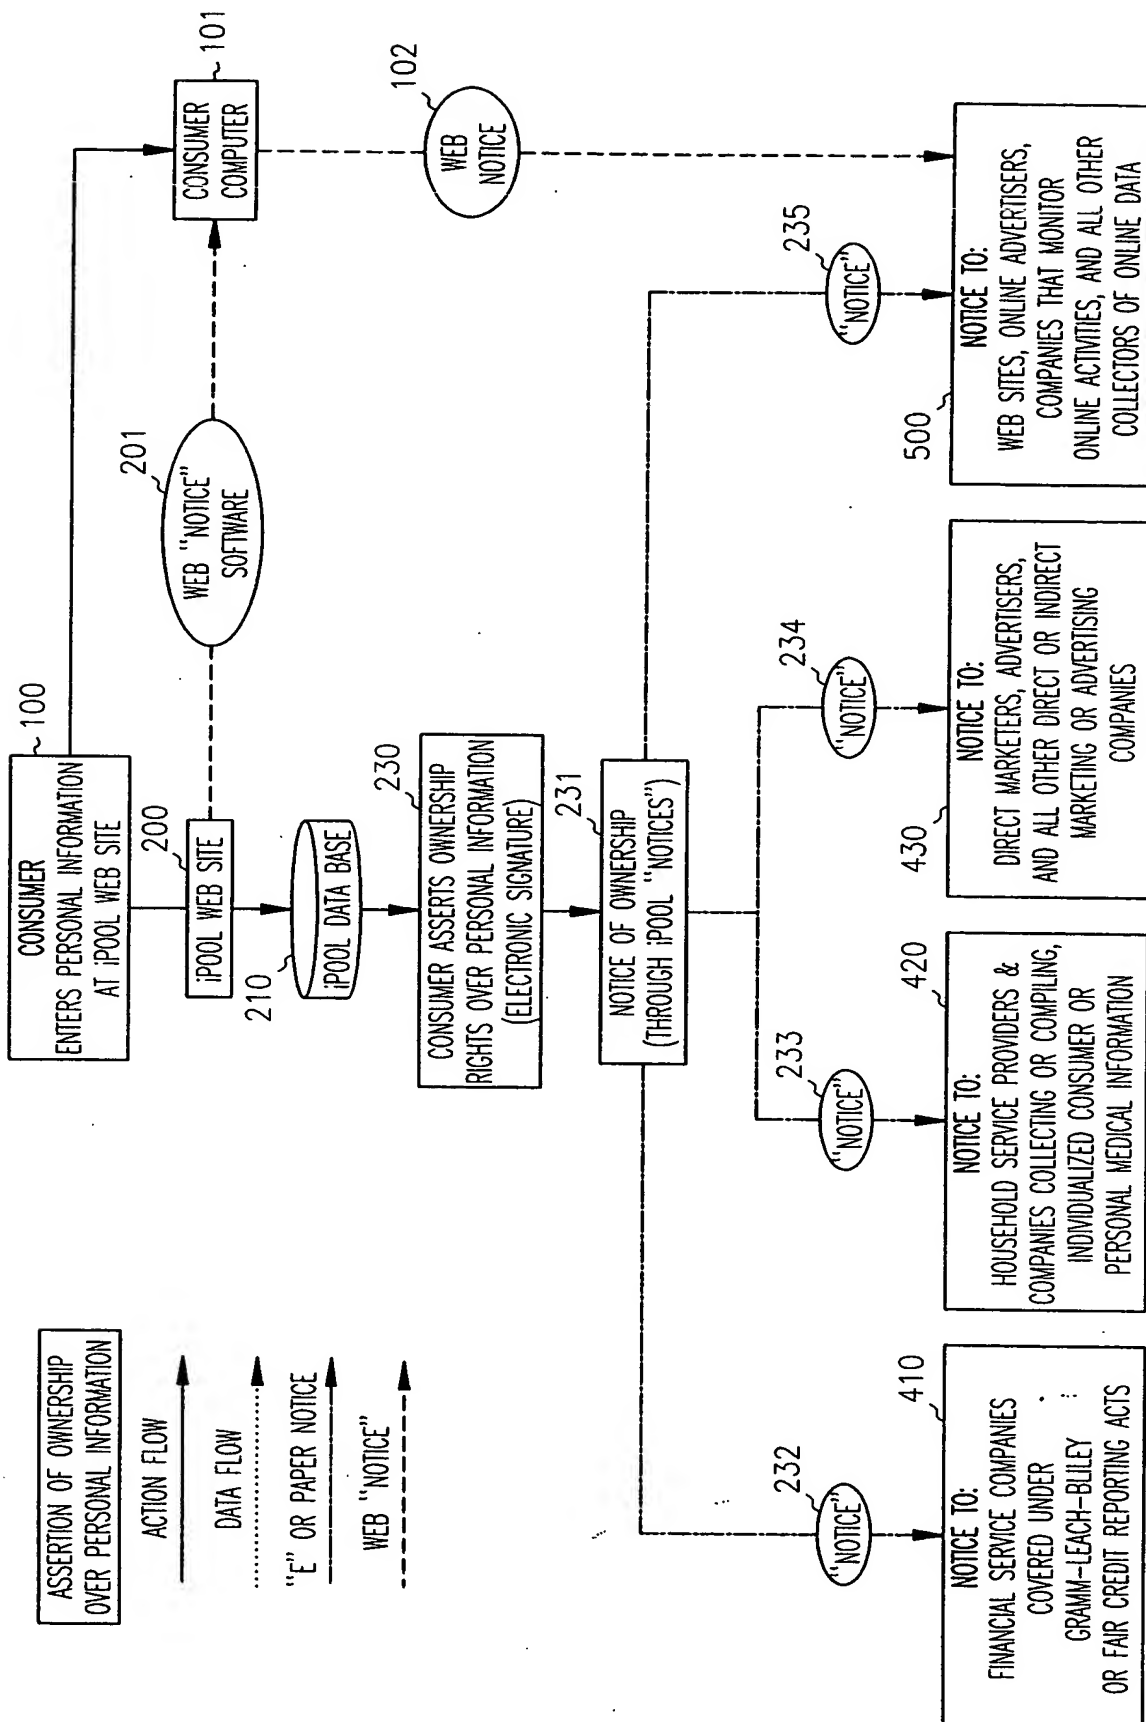 ASSERTION OF OWNERSHIP
OVER PERSONAL INFORMATION
ACTION FLOW
DATA FLOW
"E" OR PAPER NOTICE
WEB "NOTICE"
CONSUMER
ENTERS PERSONAL INFORMATION
AT iPOOL WEB SITE
100
CONSUMER
COMPUTER
101
iPOOL WEB SITE
200
WEB "NOTICE"
SOFTWARE
201
WEB
NOTICE
102
iPOOL DATA BASE
210
CONSUMER ASSERTS OWNERSHIP
RIGHTS OVER PERSONAL INFORMATION
(ELECTRONIC SIGNATURE)
230
NOTICE OF OWNERSHIP
(THROUGH iPOOL "NOTICES")
231
"NOTICE"
232
"NOTICE"
233
"NOTICE"
234
"NOTICE"
235
NOTICE TO:
FINANCIAL SERVICE COMPANIES
COVERED UNDER
GRAMM-LEACH-BLILEY
OR FAIR CREDIT REPORTING ACTS
410
NOTICE TO:
HOUSEHOLD SERVICE PROVIDERS &
COMPANIES COLLECTING OR COMPILING,
INDIVIDUALIZED CONSUMER OR
PERSONAL MEDICAL INFORMATION
420
NOTICE TO:
DIRECT MARKETERS, ADVERTISERS,
AND ALL OTHER DIRECT OR INDIRECT
MARKETING OR ADVERTISING
COMPANIES
430
NOTICE TO:
WEB SITES, ONLINE ADVERTISERS,
COMPANIES THAT MONITOR
ONLINE ACTIVITIES, AND ALL OTHER
COLLECTORS OF ONLINE DATA
500